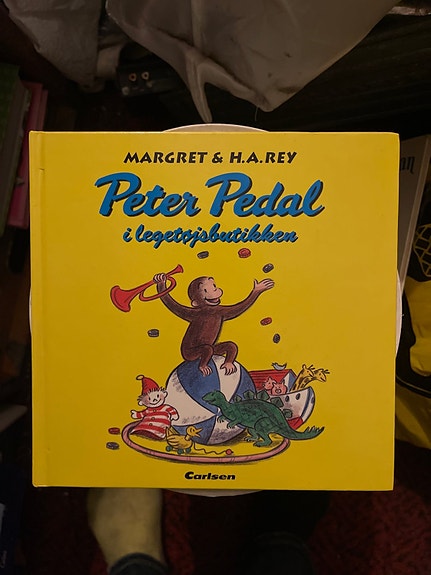 MARGRET & H.A.REY
Peter Pedal
i legetøjsbutikken
Carlsen